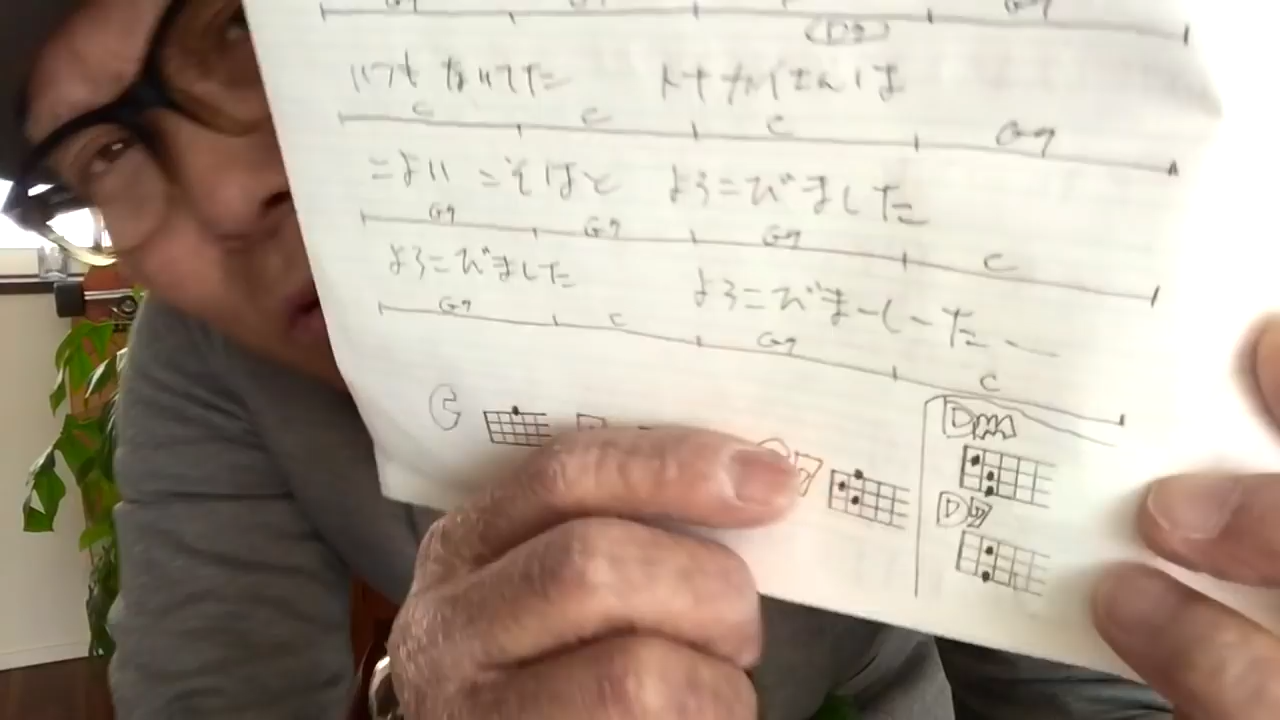 G7
(D7)
いつも ないてた トナカイさんは
C C C G7
こよい こそはと よろこびました
G7 G7 G7 C
よろこびました よろこびまーしーたー
G7 C G7 C
C G7 Dm
D7